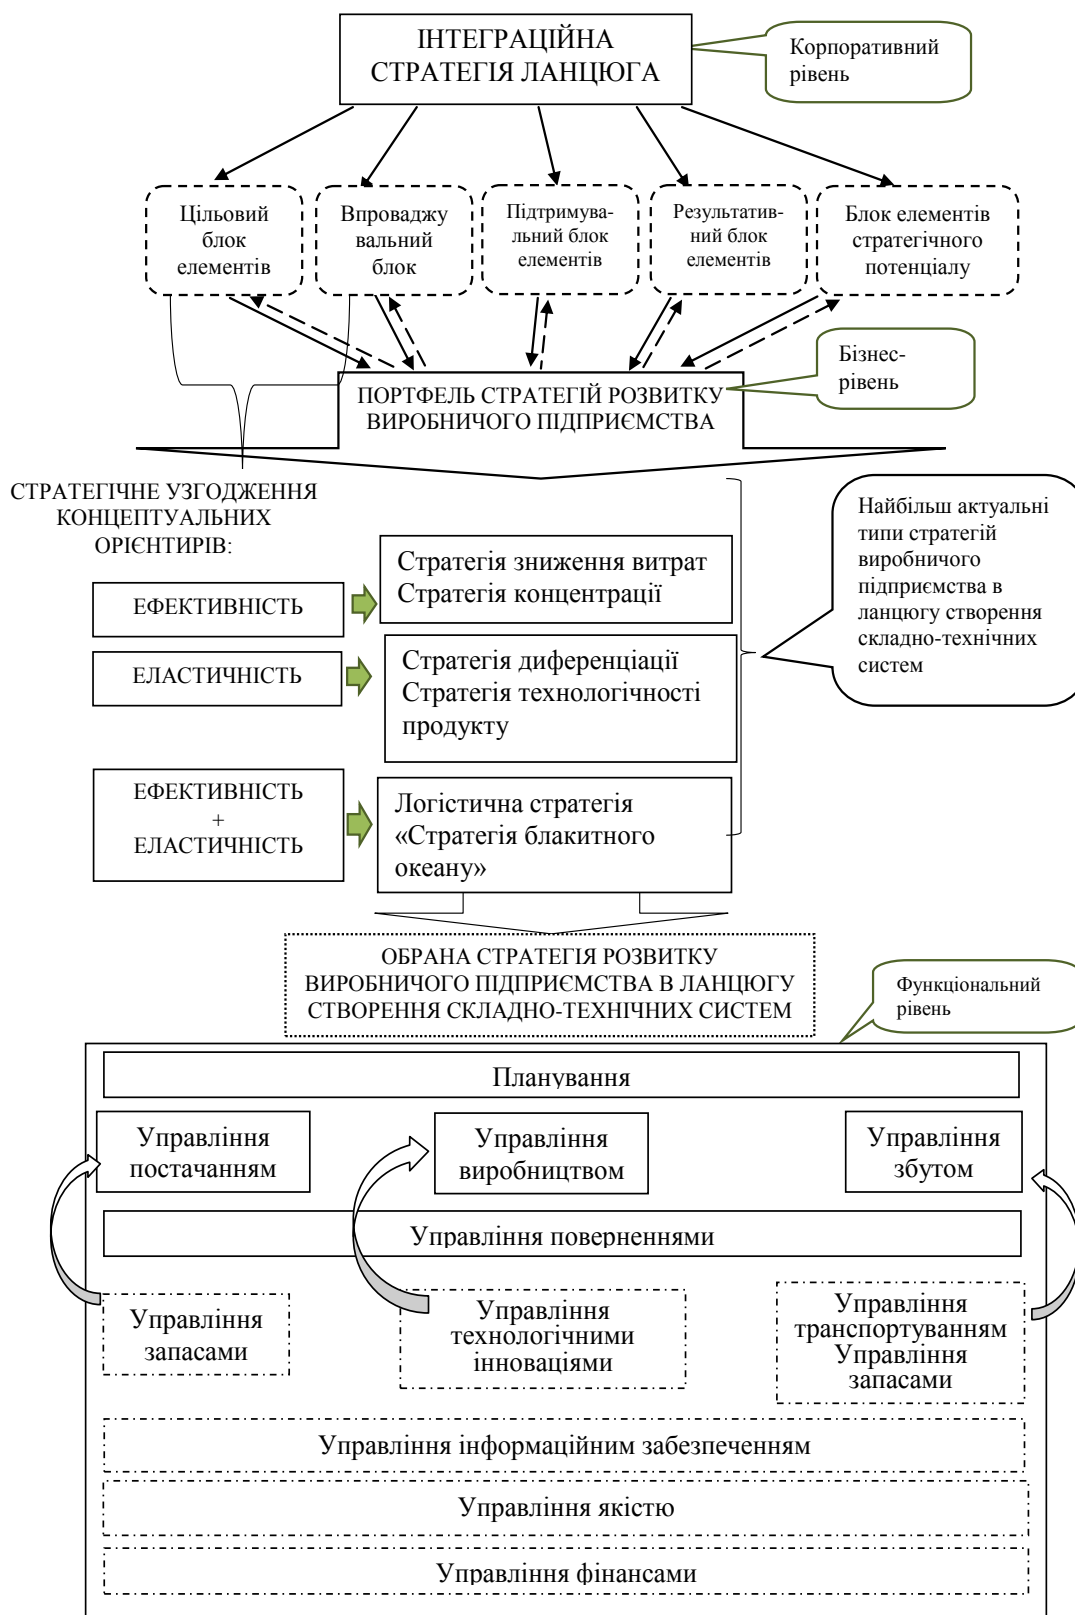 ІНТЕГРАЦІЙНА
СТРАТЕГІЯ ЛАНЦЮГА
Корпоративний
рівень
Цільовий
блок
елементів
Впроваджу
вальний
блок
Підтримува-
льний блок
елементів
Результатив-
ний блок
елементів
Блок елементів
стратегічного
потенціалу
Бізнес-
рівень
ПОРТФЕЛЬ СТРАТЕГІЙ РОЗВИТКУ
ВИРОБНИЧОГО ПІДПРИЄМСТВА
СТРАТЕГІЧНЕ УЗГОДЖЕННЯ
КОНЦЕПТУАЛЬНИХ
ОРІЄНТИРІВ:
Найбільш актуальні
типи стратегій
виробничого
підприємства в
ланцюгу створення
складно-технічних
систем
ЕФЕКТИВНІСТЬ
Стратегія зниження витрат
Стратегія концентрації
ЕЛАСТИЧНІСТЬ
Стратегія диференціації
Стратегія технологічності
продукту
ЕФЕКТИВНІСТЬ
+
ЕЛАСТИЧНІСТЬ
Логістична стратегія
«Стратегія блакитного
океану»
ОБРАНА СТРАТЕГІЯ РОЗВИТКУ
ВИРОБНИЧОГО ПІДПРИЄМСТВА В ЛАНЦЮГУ
СТВОРЕННЯ СКЛАДНО-ТЕХНІЧНИХ СИСТЕМ
Функціональний
рівень
Планування
Управління
постачанням
Управління
виробництвом
Управління
збутом
Управління поверненнями
Управління
запасами
Управління
технологічними
інноваціями
Управління
транспортуванням
Управління
запасами
Управління інформаційним забезпеченням
Управління якістю
Управління фінансами